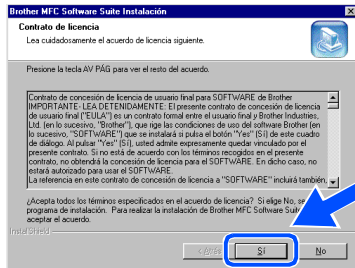 Brother MFC Software Suite Instalación
Contrato de licencia
Lea cuidadosamente el acuerdo de licencia siguiente.
Presione la tecla AV PÁG para ver el resto del acuerdo.
Contrato de concesión de licencia de usuario final para SOFTWARE de Brother
IMPORTANTE- LEA DETENIDAMENTE: El presente contrato de concesión de licencia
de usuario final ("EULA") es un contrato formal entre el usuario final y Brother Industries,
Ltd. (en lo sucesivo, "Brother"), que rige las condiciones de uso del software Brother (en
lo sucesivo, "SOFTWARE") que se instalará si pulsa el botón "Yes" (Sí) de este cuadro
de diálogo. Al pulsar "Yes" (Sí), usted admite expresamente quedar vinculado por el
presente contrato. Si no está de acuerdo con los términos recogidos en el presente
contrato, no obtendrá la concesión de licencia para el SOFTWARE. En dicho caso, no
estará autorizado para usar el SOFTWARE.
La referencia en este contrato de concesión de licencia a "SOFTWARE" incluirá también,
¿Acepta todos los términos especificados en el acuerdo de licencia? Si elige No, se
programa de instalación. Para realizar la instalación de Brother MFC Software Suite
aceptar el acuerdo.
InstallShield
< Atrás
Sí
No